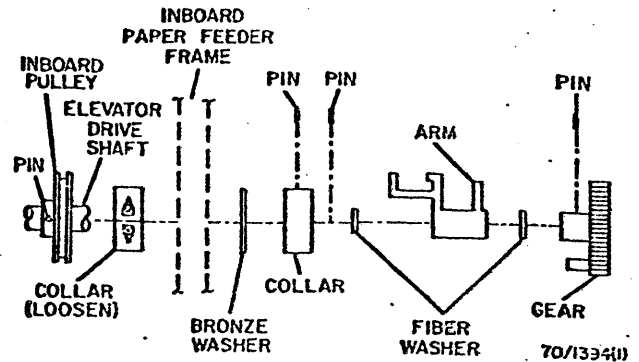 INBOARD
PAPER FEEDER
FRAME
INBOARD
PULLEY
ELEVATOR
DRIVE
SHAFT
PIN
PIN
PIN
PIN
ARM
COLLAR
(LOOSEN)
BRONZE
WASHER
COLLAR
FIBER
WASHER
GEAR
70/1394(1)